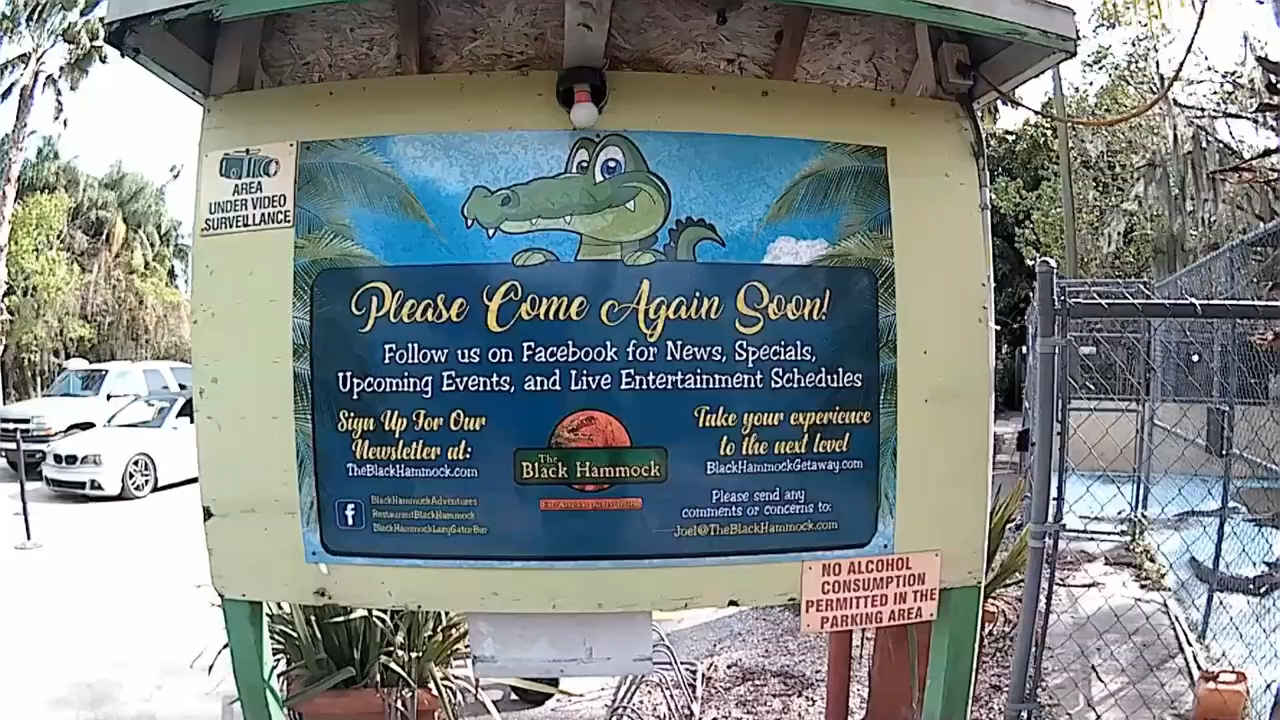 AREA
UNDER VIDEO
SURVEILLANCE
Please Come Again Soon!
Follow us on Facebook for News, Specials,
Upcoming Events, and Live Entertainment Schedules
Sign Up For Our
Newsletter at:
TheBlackHammock.com
f
BlackHammockAdventures
RestaurantBlackHammock
BlackHammockLazyGatorBar
The
Black Hammock
Take your experience
to the next level
BlackHammockGetaway.com
Please send any
comments or concerns to:
Joel@TheBlackHammock.com
NO ALCOHOL
CONSUMPTION
PERMITTED IN THE
PARKING AREA